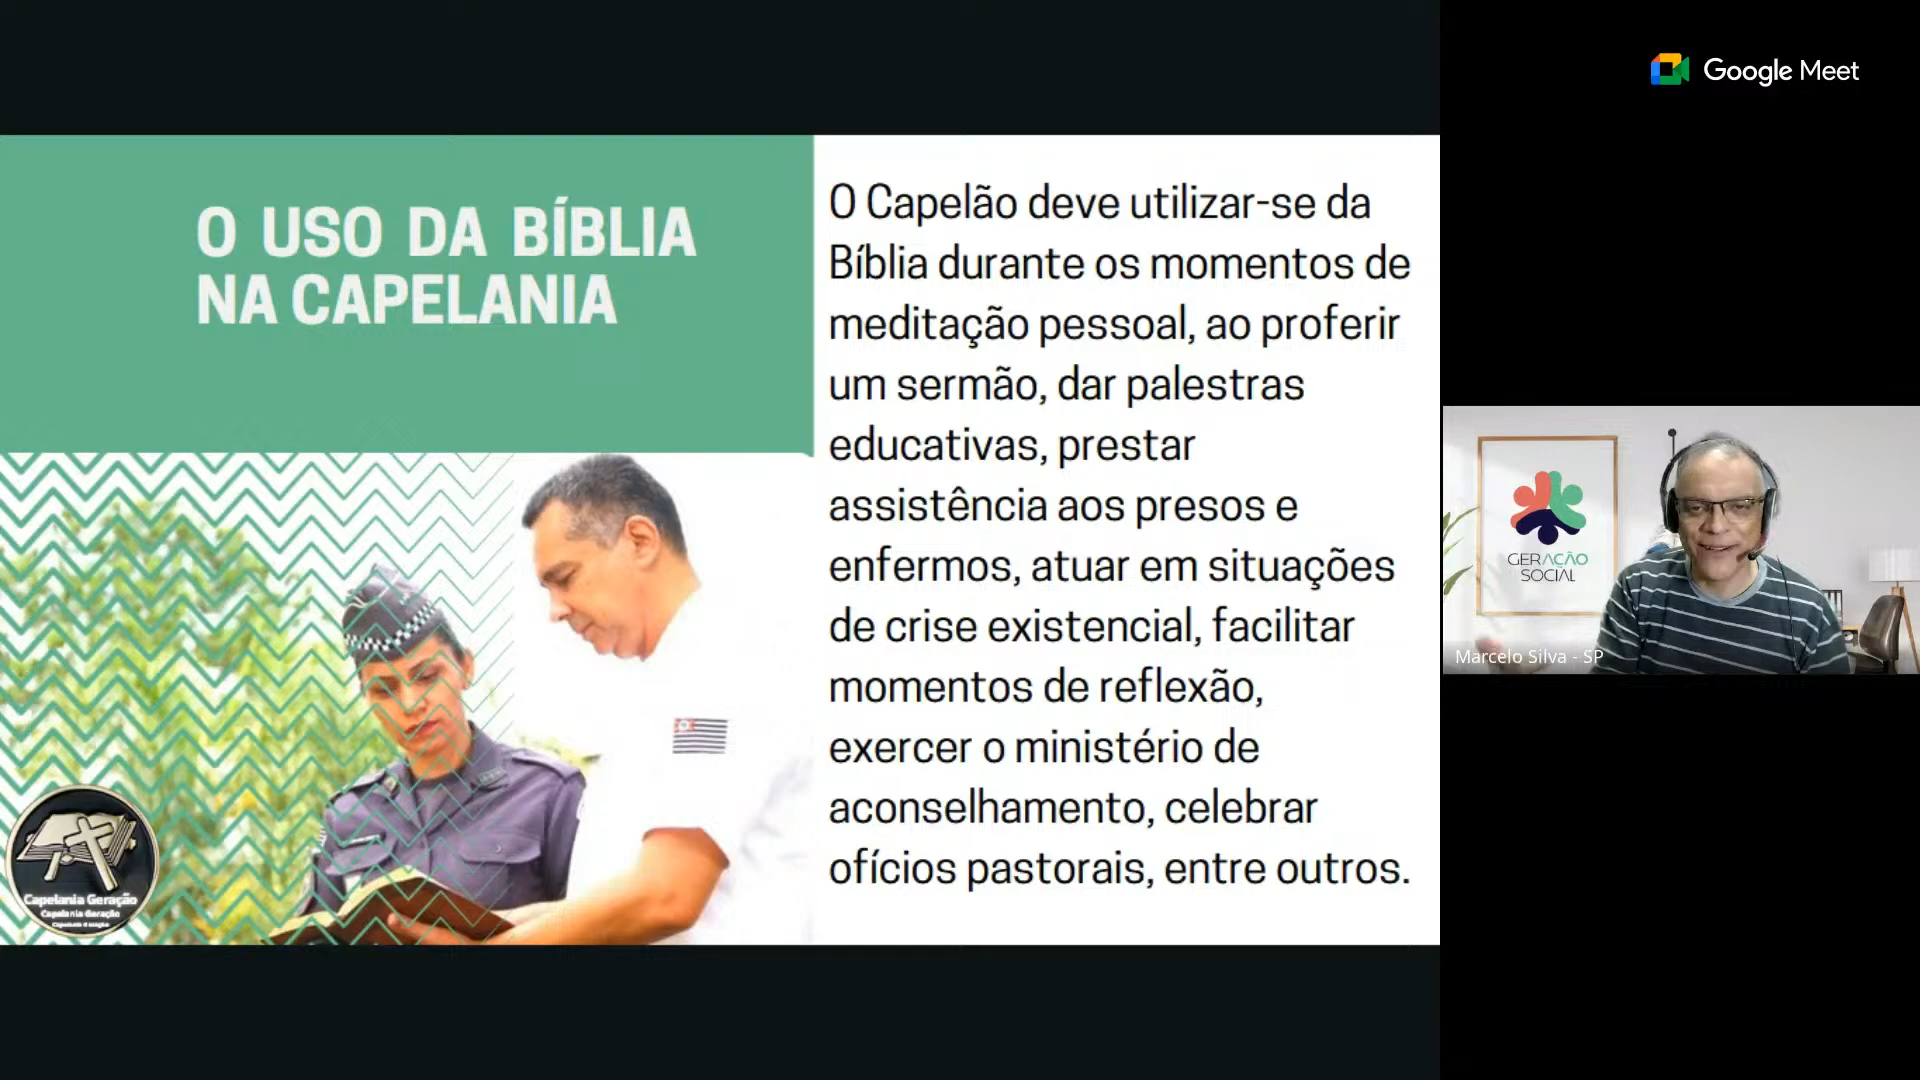 Google Meet
O USO DA BÍBLIA
NA CAPELANIA
O Capelão deve utilizar-se da
Bíblia durante os momentos de
meditação pessoal, ao proferir
um sermão, dar palestras
educativas, prestar
assistência aos presos e
enfermos, atuar em situações
de crise existencial, facilitar
momentos de reflexão,
exercer o ministério de
aconselhamento, celebrar
ofícios pastorais, entre outros.
Capelania Geração
Capelania Geração
GERAÇÃO
SOCIAL
Marcelo Silva - SP